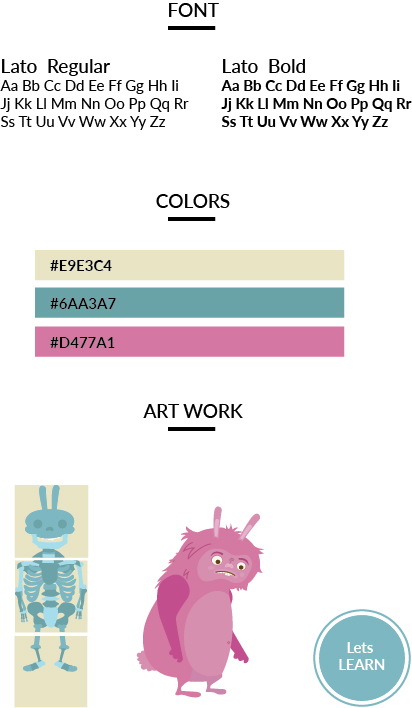 FONT
Lato Regular
Aa Bb Cc Dd Ee Ff Gg Hh Ii
Jj Kk Ll Mm Nn Oo Pp Qq Rr
Ss Tt Uu Vv Ww Xx Yy Zz
Lato Bold
Aa Bb Cc Dd Ee Ff Gg Hh Ii
Jj Kk Ll Mm Nn Oo Pp Qq Rr
Ss Tt Uu Vv Ww Xx Yy Zz
COLORS
#E9E3C4
#6AA3A7
#D477A1
ART WORK
Lets
LEARN